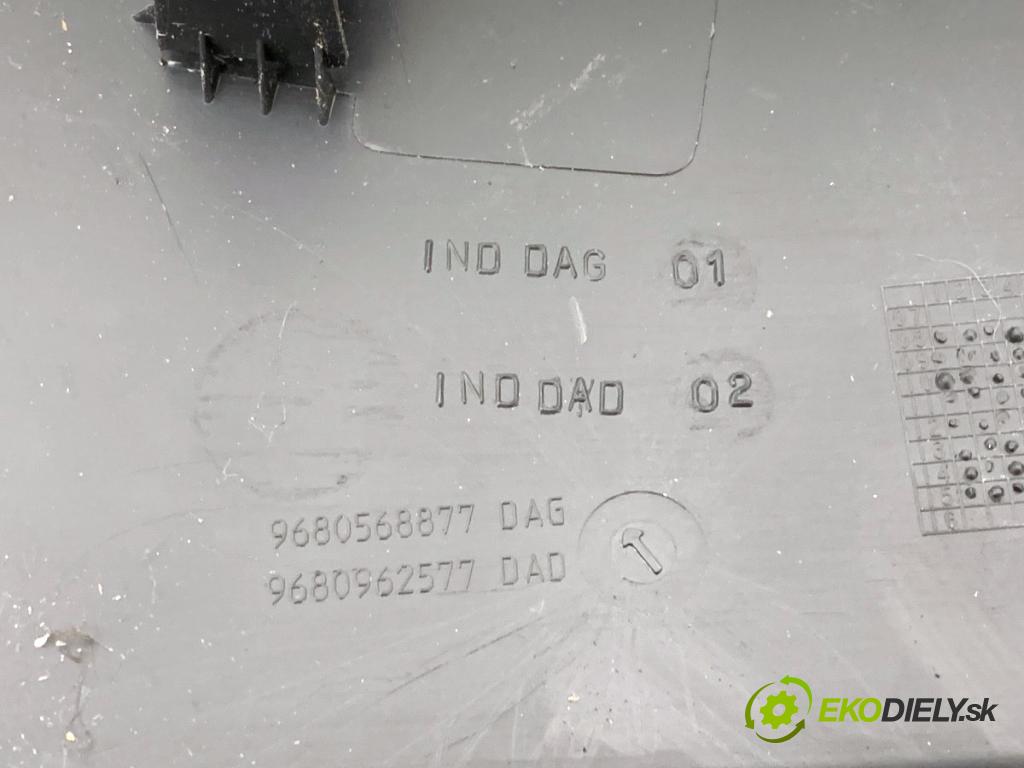 IND DAG 01
IND DAD 02
9680568877 DAG
9680962577 DAD
EKODIELY.sk